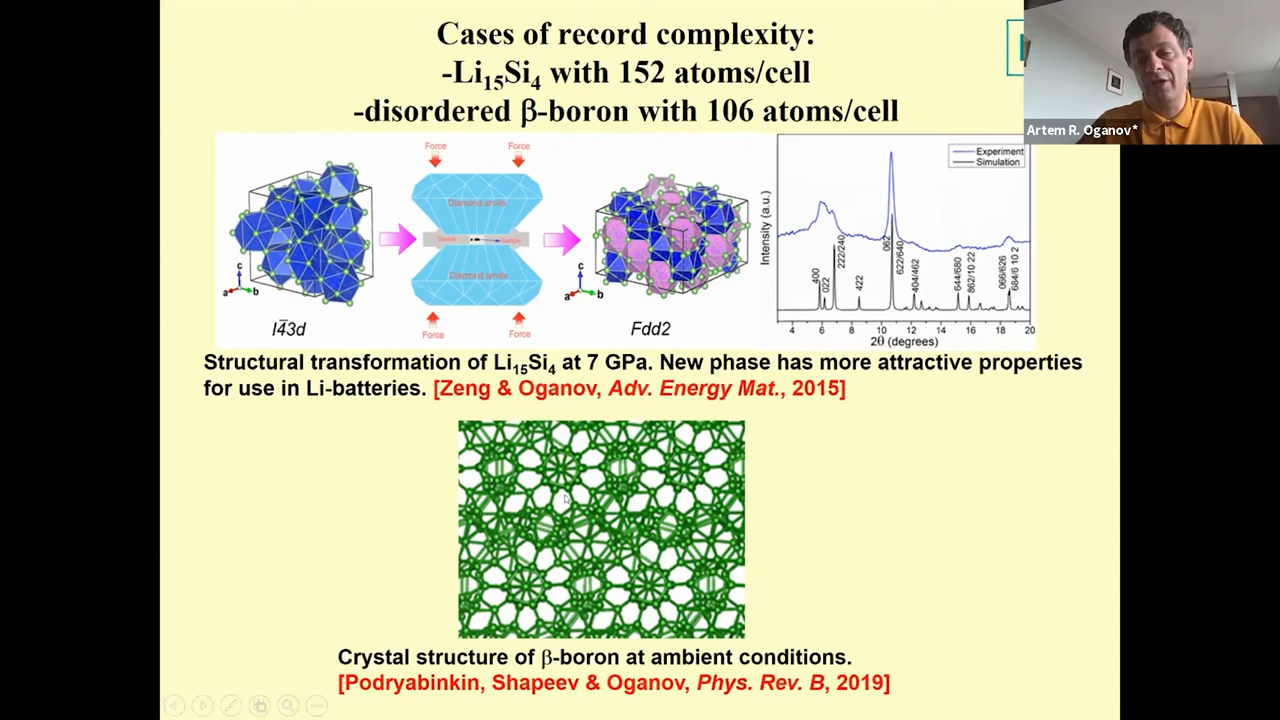 Cases of record complexity:
-Li15Si4 with 152 atoms/cell
-disordered β-boron with 106 atoms/cell
Artem R. Oganov*
Force
Force
Diamond anvils
Gasket
Sample
Diamond anvils
Force
Force
c
a
b
I4̅3d
c
a
b
Fdd2
Intensity (a.u.)
Experiment
Simulation
400
022
222/240
422
062
622/640
404/462
644/680
862/10 22
066/626
684/6 10 2
4 6 8 10 12 14 16 18 20
2θ (degrees)
Structural transformation of Li15Si4 at 7 GPa. New phase has more attractive properties
for use in Li-batteries. [Zeng & Oganov, Adv. Energy Mat., 2015]
Crystal structure of β-boron at ambient conditions.
[Podryabinkin, Shapeev & Oganov, Phys. Rev. B, 2019]